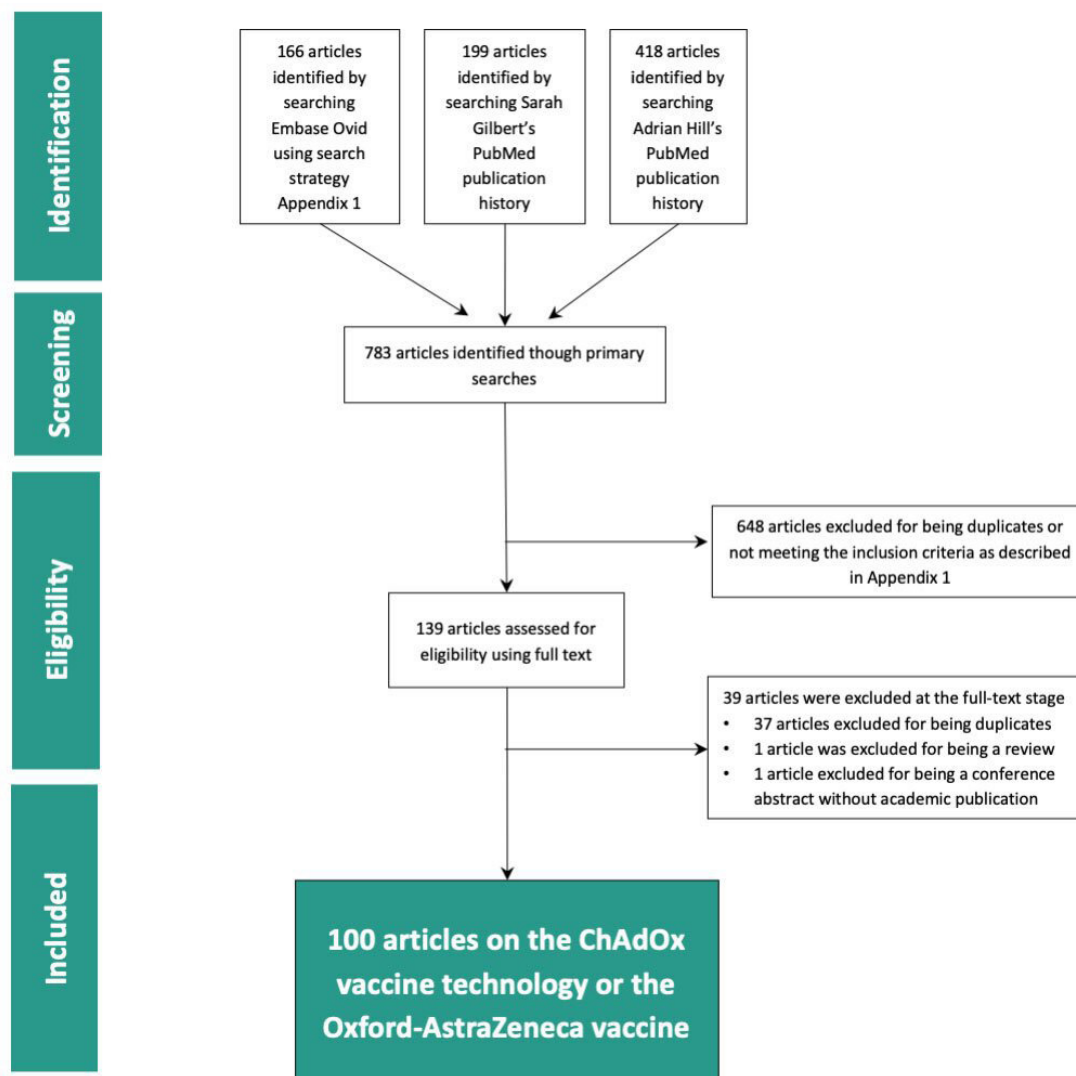 Identification
166 articles
identified by
searching
Embase Ovid
using search
strategy
Appendix 1
199 articles
identified by
searching Sarah
Gilbert's
PubMed
publication
history
418 articles
identified by
searching
Adrian Hill's
PubMed
publication
history
Screening
783 articles identified though primary
searches
648 articles excluded for being duplicates or
not meeting the inclusion criteria as described
in Appendix 1
Eligibility
139 articles assessed for
eligibility using full text
39 articles were excluded at the full-text stage
• 37 articles excluded for being duplicates
• 1 article was excluded for being a review
• 1 article excluded for being a conference
abstract without academic publication
Included
100 articles on the ChAdOx
vaccine technology or the
Oxford-AstraZeneca vaccine